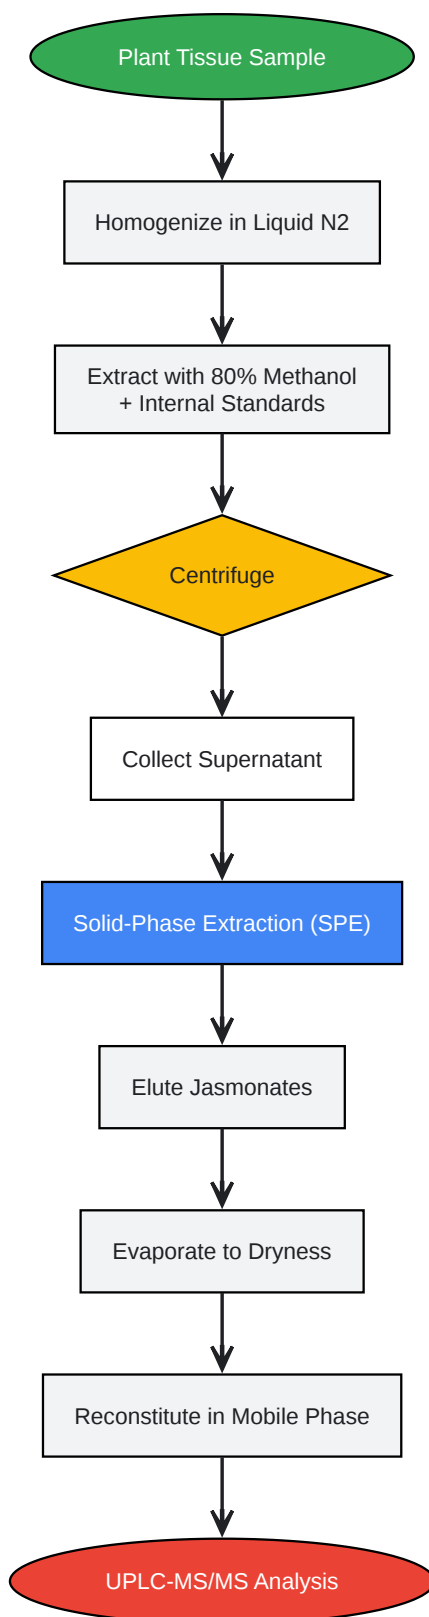 Plant Tissue Sample
Homogenize in Liquid N2
Extract with 80% Methanol
+ Internal Standards
Centrifuge
Collect Supernatant
Solid-Phase Extraction (SPE)
Elute Jasmonates
Evaporate to Dryness
Reconstitute in Mobile Phase
UPLC-MS/MS Analysis